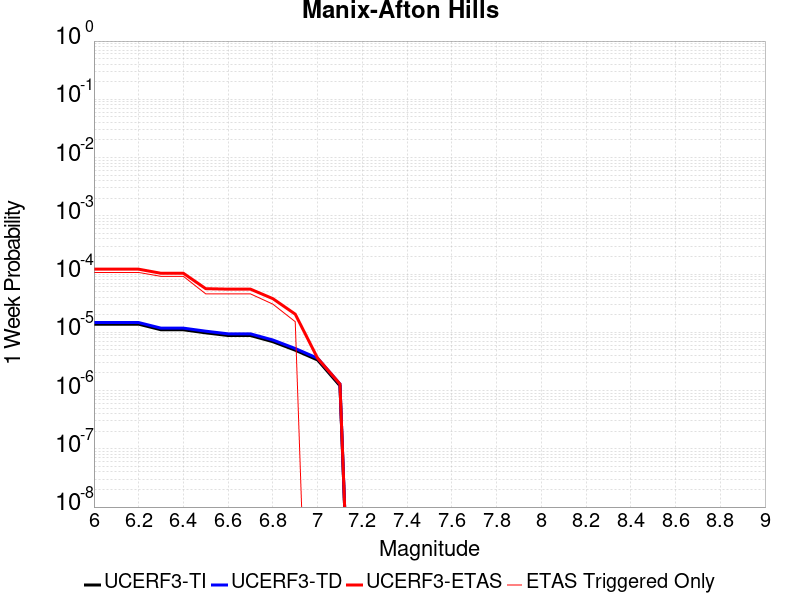 Manix-Afton Hills
10^0
10^-1
10^-2
10^-3
10^-4
10^-5
10^-6
10^-7
10^-8
1 Week Probability
6 6.2 6.4 6.6 6.8 7 7.2 7.4 7.6 7.8 8 8.2 8.4 8.6 8.8 9
Magnitude
UCERF3-TI UCERF3-TD UCERF3-ETAS ETAS Triggered Only